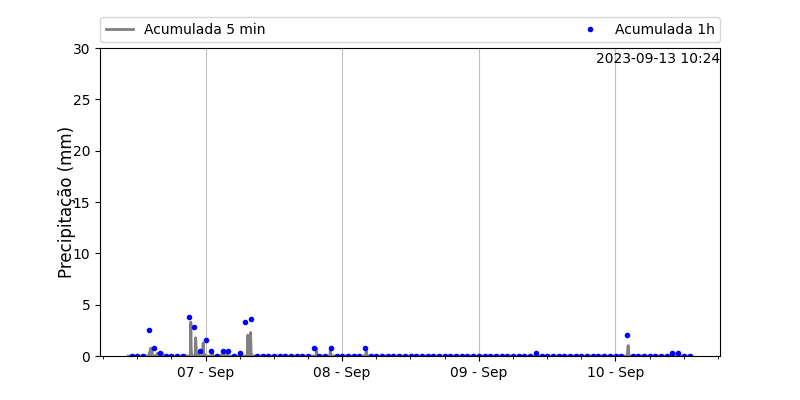 Acumulada 5 min
Acumulada 1h
2023-09-13 10:24
Precipitação (mm)
30
25
20
15
10
5
0
07 - Sep
08 - Sep
09 - Sep
10 - Sep